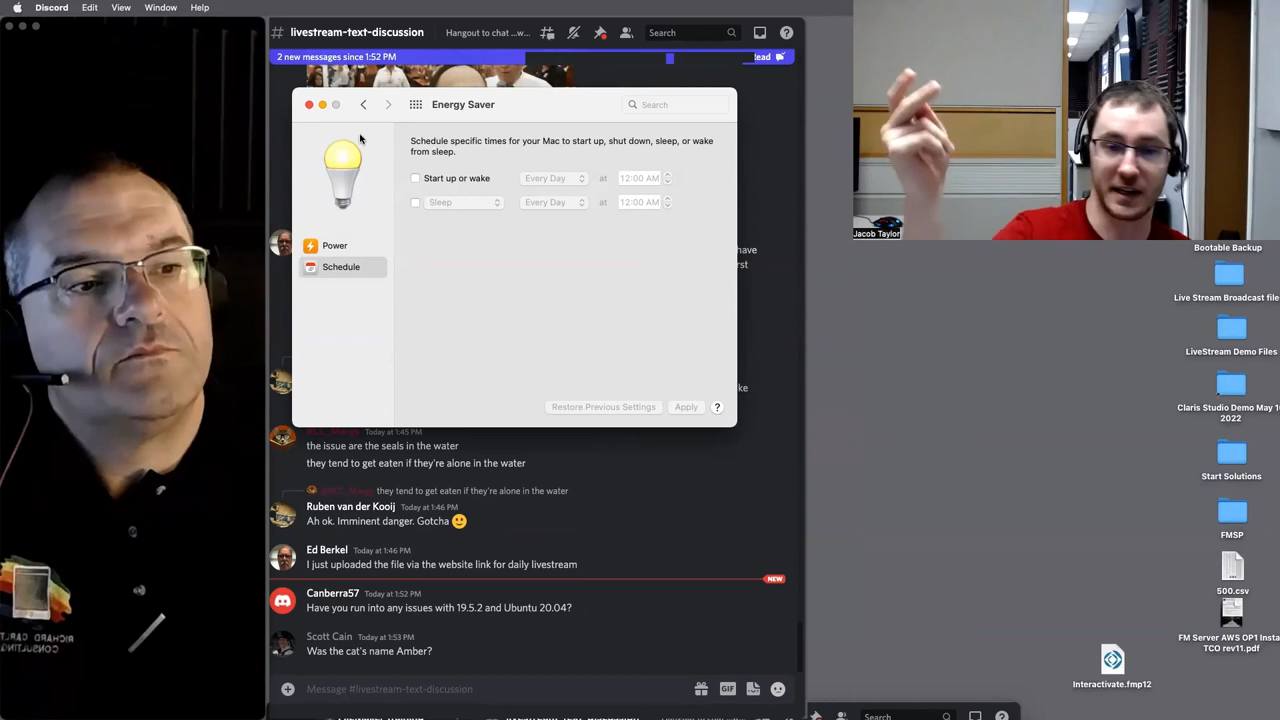 Discord Edit View Window Help
# livestream-text-discussion
Hangout to chat ...w...
Search
2 new messages since 1:52 PM
Energy Saver
Search
Schedule specific times for your Mac to start up, shut down, sleep, or wake
from sleep.
Start up or wake Every Day at 12:00 AM
Sleep Every Day at 12:00 AM
Power
Schedule
have
rst
ke
Restore Previous Settings Apply ?
Today at 1:45 PM
the issue are the seals in the water
they tend to get eaten if they're alone in the water
they tend to get eaten if they're alone in the water
Ruben van der Kooij Today at 1:46 PM
Ah ok. Imminent danger. Gotcha
Ed Berkel Today at 1:46 PM
I just uploaded the file via the website link for daily livestream
NEW
Canberra57 Today at 1:52 PM
Have you run into any issues with 19.5.2 and Ubuntu 20.04?
Scott Cain Today at 1:53 PM
Was the cat's name Amber?
Message #livestream-text-discussion
GIF
Search
Jacob Taylor
Bootable Backup
Live Stream Broadcast file
LiveStream Demo Files
Claris Studio Demo May 1
2022
Start Solutions
FMSP
500.csv
FM Server AWS OP1 Insta
TCO rev11.pdf
Interactivate.fmp12